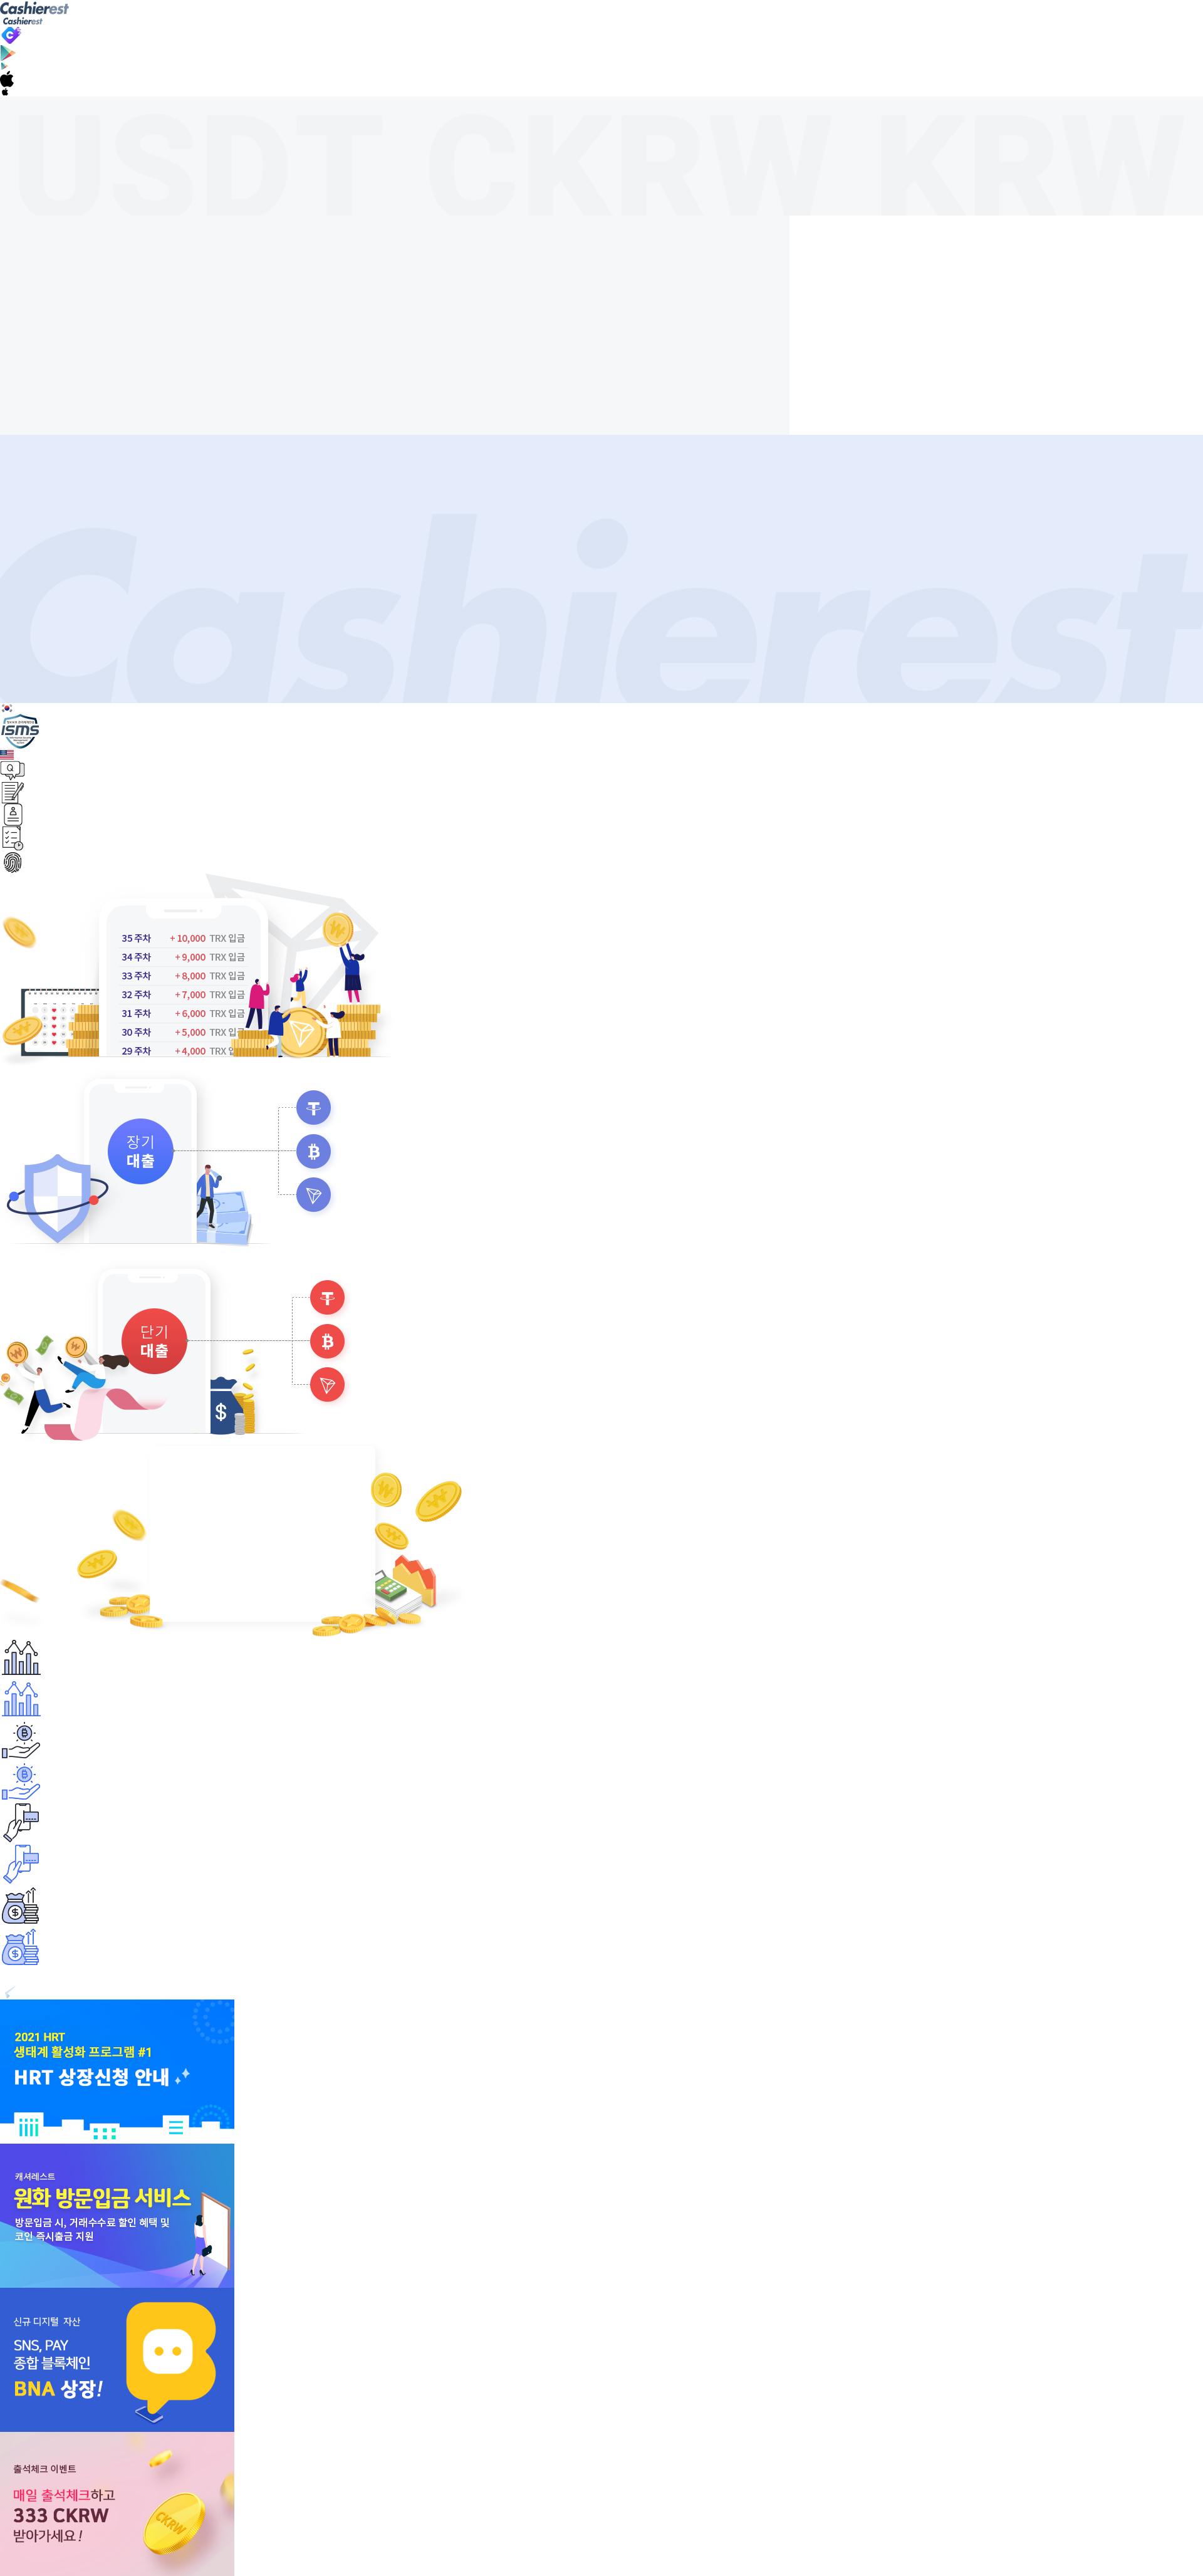 Cashierest
Cashierest
USDT CKRW KRW
Cashierest
isms
Q
35 주차 + 10,000 TRX 입금
34 주차 + 9,000 TRX 입금
33 주차 + 8,000 TRX 입금
32 주차 + 7,000 TRX 입금
31 주차 + 6,000 TRX 입금
30 주차 + 5,000 TRX 입금
29 주차 + 4,000 TRX
장기
대출
단기
대출
$
2021 HRT
생태계 활성화 프로그램 #1
HRT 상장신청 안내
캐셔레스트
원화 방문입금 서비스
방문입금 시, 거래수수료 할인 혜택 및
코인 즉시출금 지원
신규 디지털 자산
SNS, PAY
종합 블록체인
BNA 상장!
출석체크 이벤트
매일 출석체크하고
333 CKRW
받아가세요!
CKRW